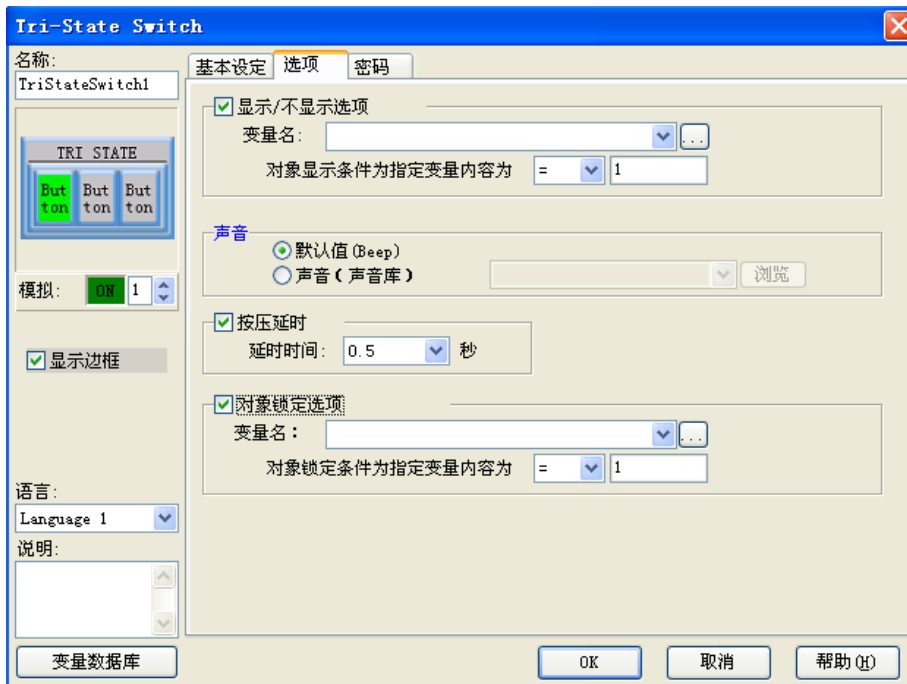 Tri-State Switch
名称:
TriStateSwitch1
TRI STATE
But ton
But ton
But ton
模拟: ON 1
显示边框
语言:
Language 1
说明:
变量数据库
基本设定 选项 密码
显示/不显示选项
变量名: ...
对象显示条件为指定变量内容为 = 1
声音
默认值(Beep)
声音(声音库) 浏览
按压延时
延时时间: 0.5 秒
对象锁定选项
变量名: ...
对象锁定条件为指定变量内容为 = 1
OK 取消 帮助(H)